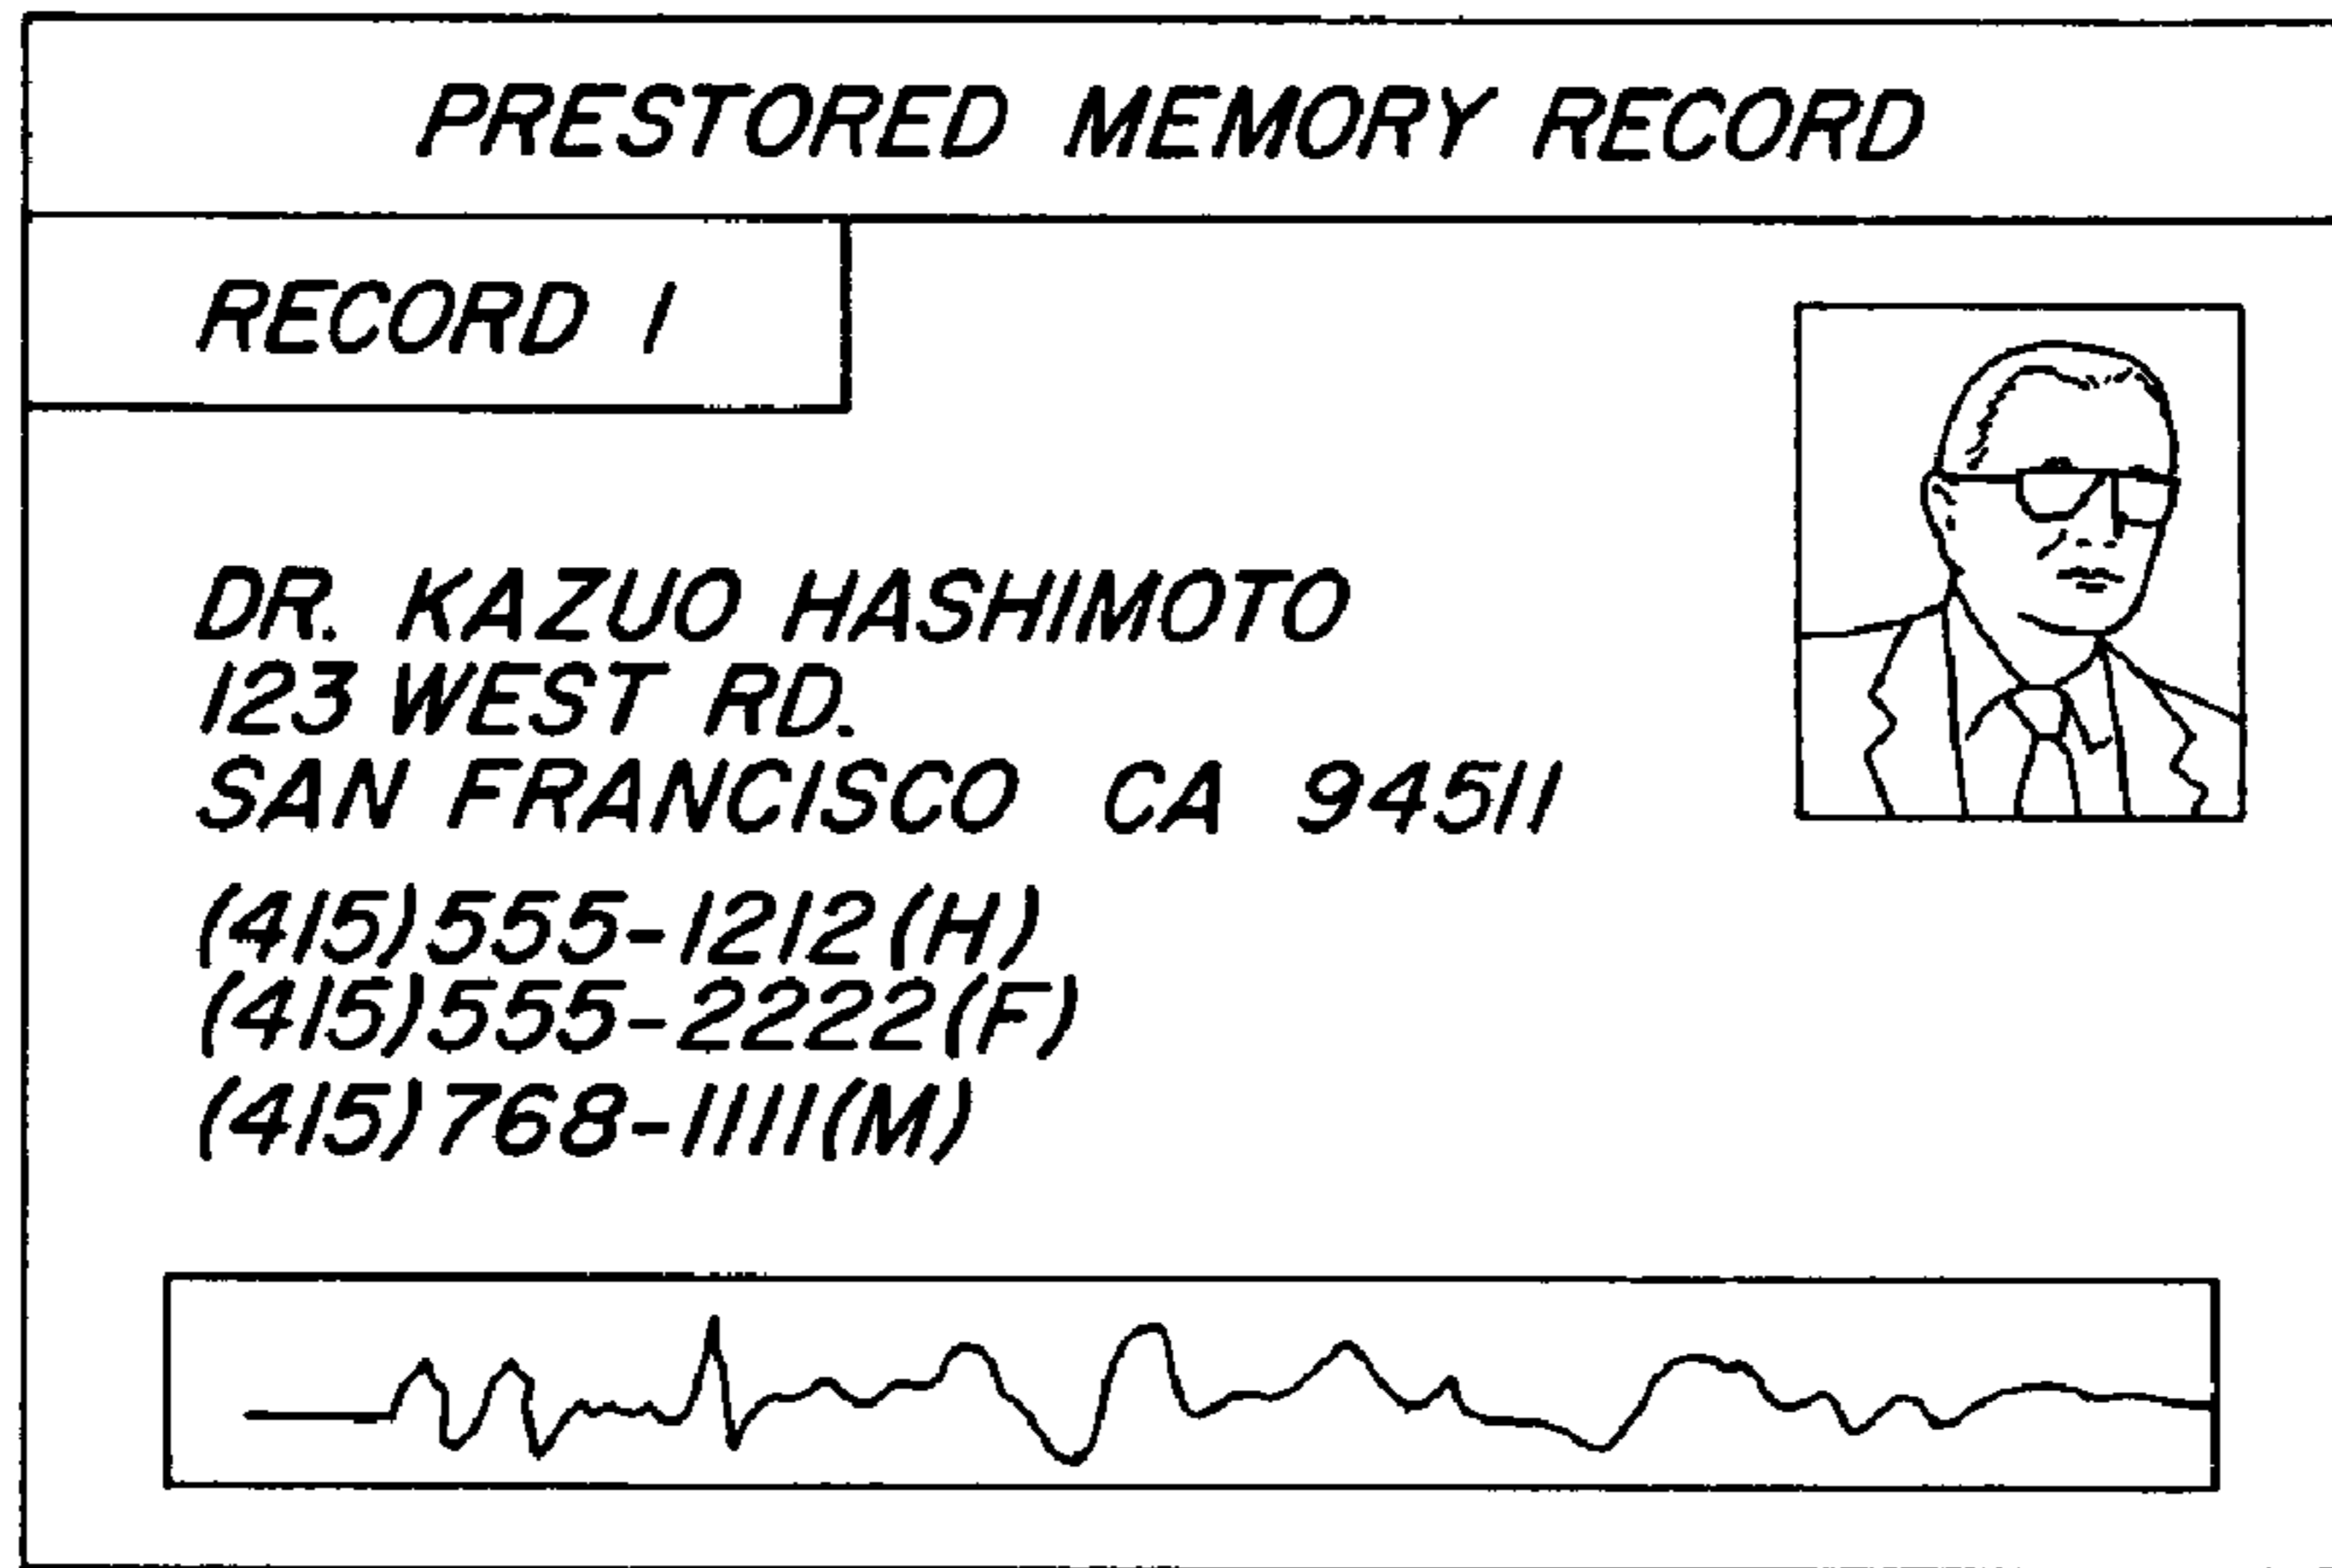 PRESTORED MEMORY RECORD
RECORD 1
DR. KAZUO HASHIMOTO
123 WEST RD.
SAN FRANCISCO CA 94511
(415)555-1212(H)
(415)555-2222(F)
(415)768-1111(M)